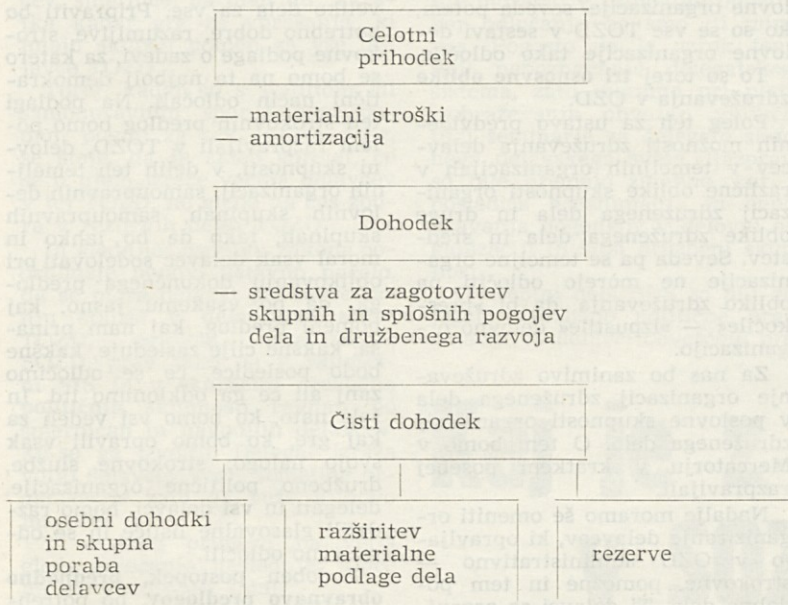 Celotni
prihodek
— materialni stroški
— amortizacija
Dohodek
— sredstva za zagotovitev
skupnih in splošnih pogojev
dela in družbenega razvoja
Čisti dohodek
osebni dohodki
in skupna
poraba
delavcev
razširitev
materialne
podlage dela
rezerve